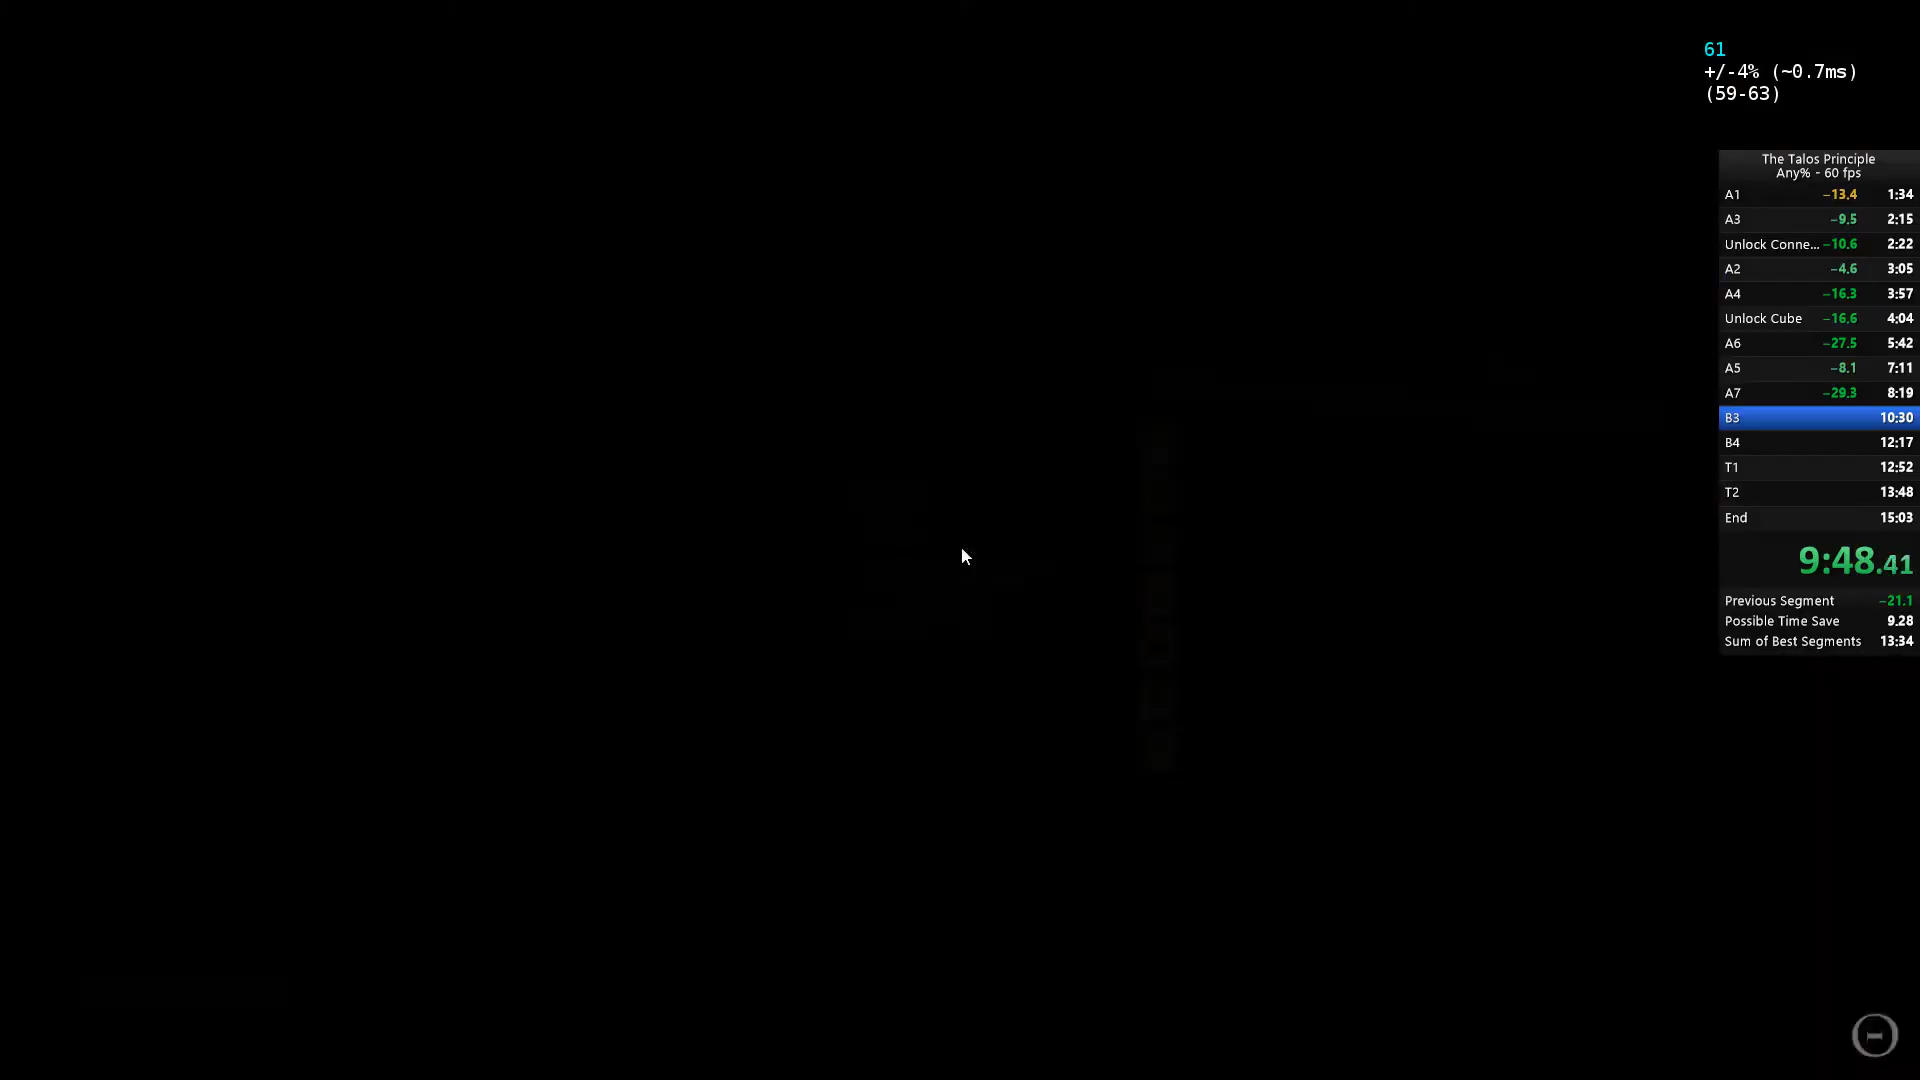 61
+/-4% (~0.7ms)
(59-63)
The Talos Principle
Any% - 60 fps
A1 −13.4 1:34
A3 −9.5 2:15
Unlock Conne... −10.6 2:22
A2 −4.6 3:05
A4 −16.3 3:57
Unlock Cube −16.6 4:04
A6 −27.5 5:42
A5 −8.1 7:11
A7 −29.3 8:19
B3 10:30
B4 12:17
T1 12:52
T2 13:48
End 15:03
9:48.41
Previous Segment −21.1
Possible Time Save 9.28
Sum of Best Segments 13:34